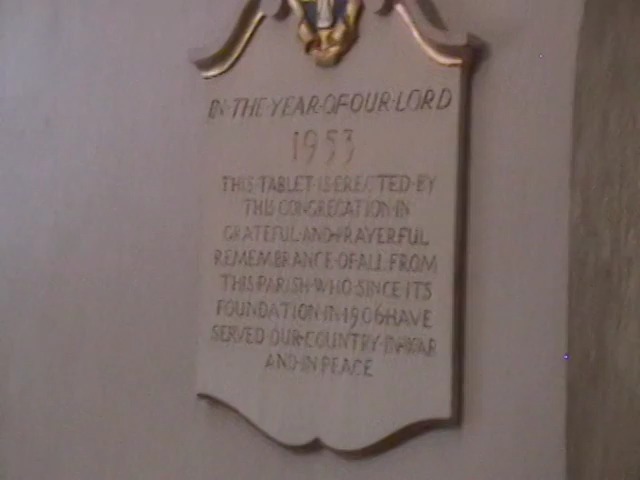 IN·THE·YEAR·OF·OUR·LORD
1953
THIS·TABLET·IS·ERECTED·BY
THIS·CONGREGATION·IN
GRATEFUL·AND·PRAYERFUL
REMEMBRANCE·OF·ALL·FROM
THIS·PARISH·WHO·SINCE·ITS
FOUNDATION·IN·1906·HAVE
SERVED·OUR·COUNTRY·IN·WAR
AND·IN·PEACE